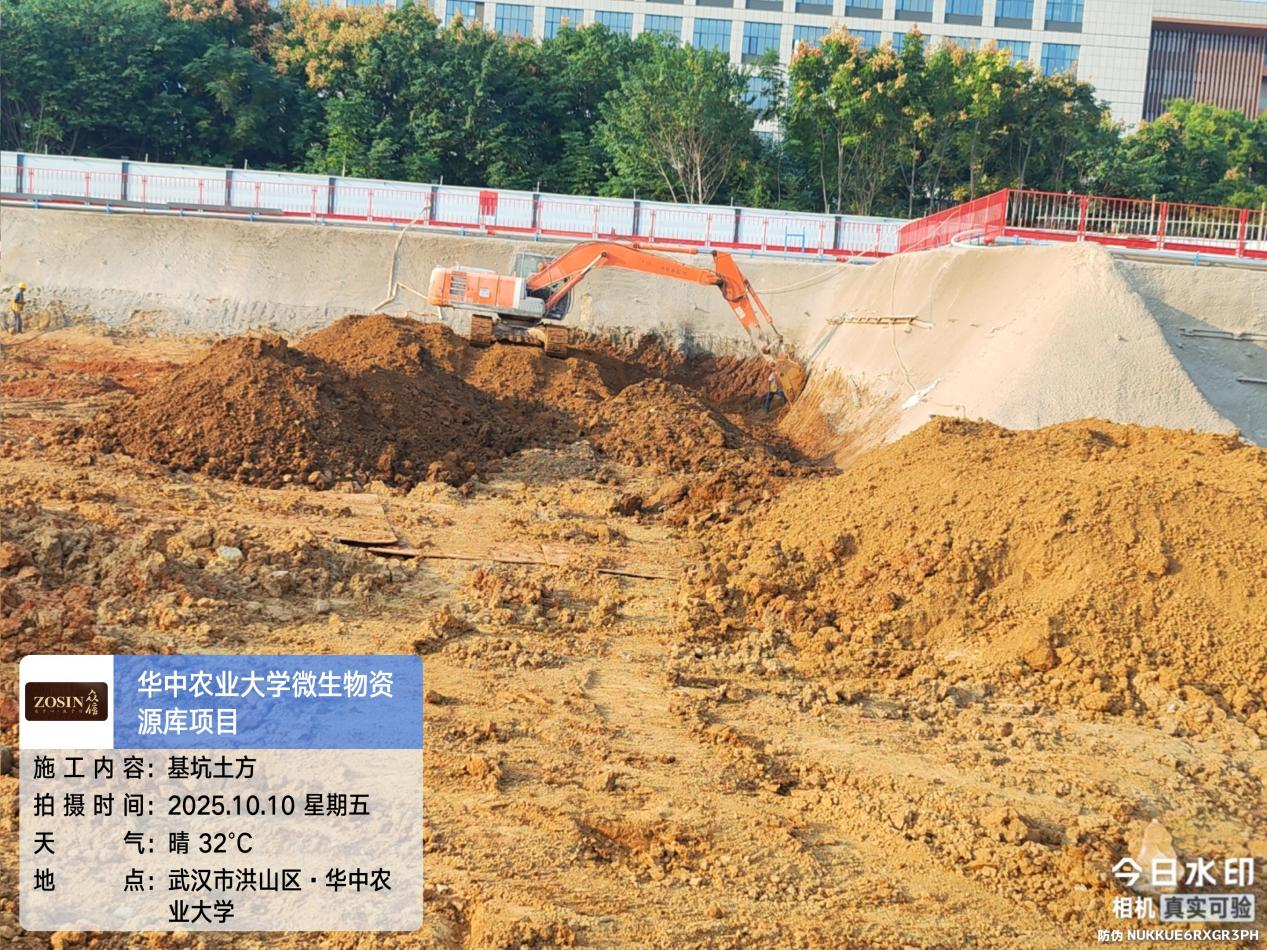 华中农业大学微生物资
源库项目
ZOSIN 众信
施工内容：基坑土方
拍摄时间：2025.10.10 星期五
天气：晴 32℃
地点：武汉市洪山区·华中农
业大学
今日水印
相机 真实可验
防伪 NUKKUE6RXGR3PH